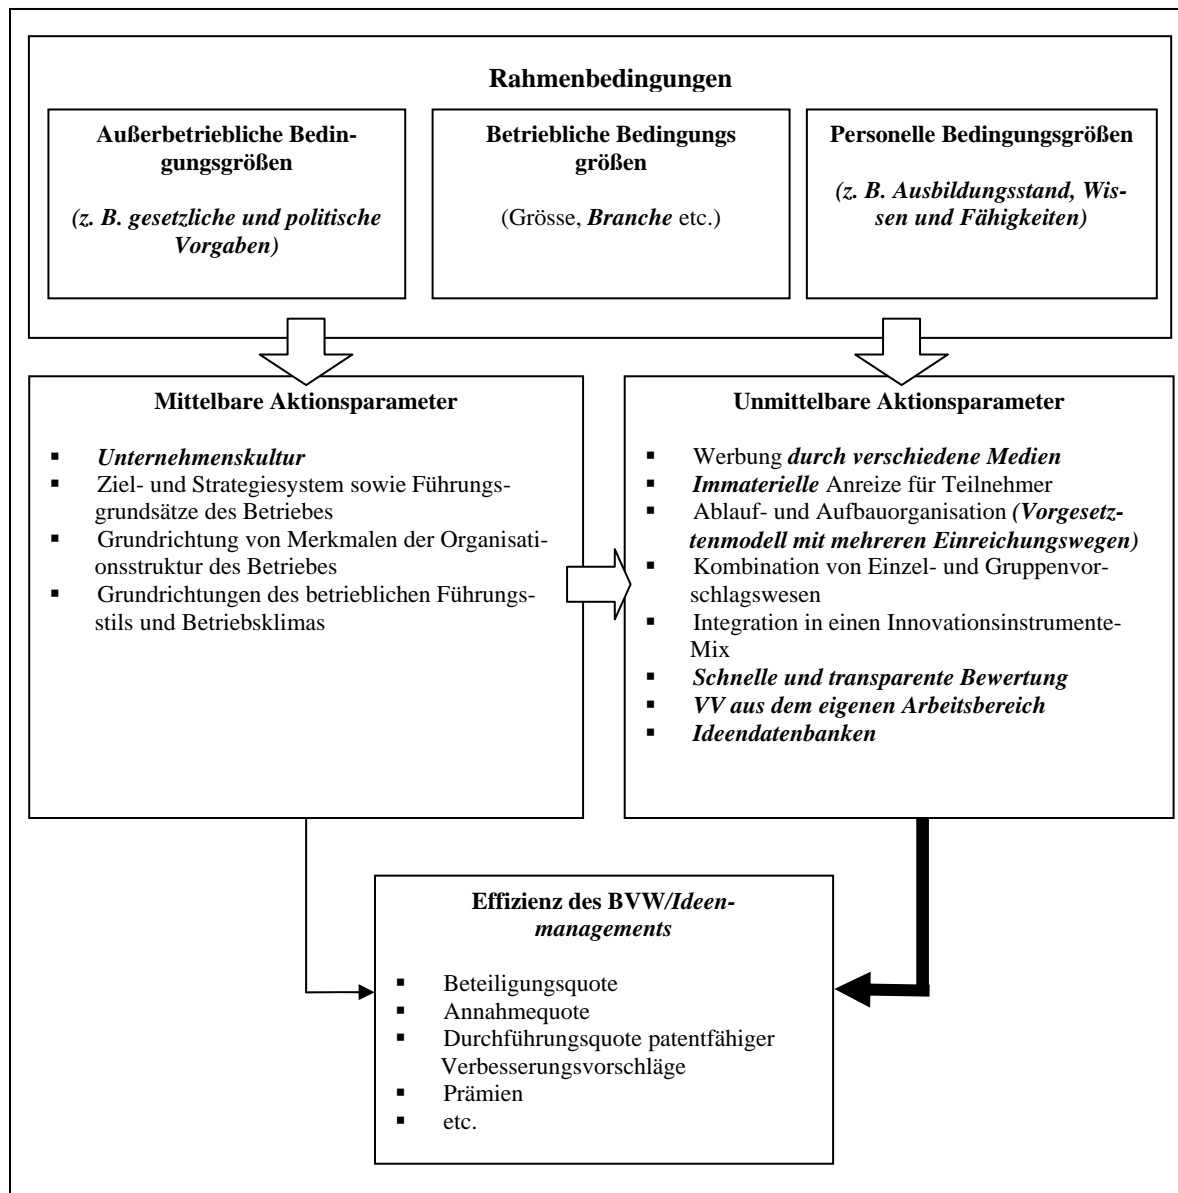 Rahmenbedingungen
Außerbetriebliche Bedin-
gungsgrößen
(z. B. gesetzliche und politische
Vorgaben)
Betriebliche Bedingungs
größen
(Grösse, Branche etc.)
Personelle Bedingungsgrößen
(z. B. Ausbildungsstand, Wis-
sen und Fähigkeiten)
Mittelbare Aktionsparameter
▪ Unternehmenskultur
▪ Ziel- und Strategiesystem sowie Führungs-
grundsätze des Betriebes
▪ Grundrichtung von Merkmalen der Organisati-
onsstruktur des Betriebes
▪ Grundrichtungen des betrieblichen Führungs-
stils und Betriebsklimas
Unmittelbare Aktionsparameter
▪ Werbung durch verschiedene Medien
▪ Immaterielle Anreize für Teilnehmer
▪ Ablauf- und Aufbauorganisation (Vorgesetz-
tenmodell mit mehreren Einreichungswegen)
▪ Kombination von Einzel- und Gruppenvor-
schlagswesen
▪ Integration in einen Innovationsinstrumente-
Mix
▪ Schnelle und transparente Bewertung
▪ VV aus dem eigenen Arbeitsbereich
▪ Ideendatenbanken
Effizienz des BVW/Ideen-
managements
▪ Beteiligungsquote
▪ Annahmequote
▪ Durchführungsquote patentfähiger
Verbesserungsvorschläge
▪ Prämien
▪ etc.